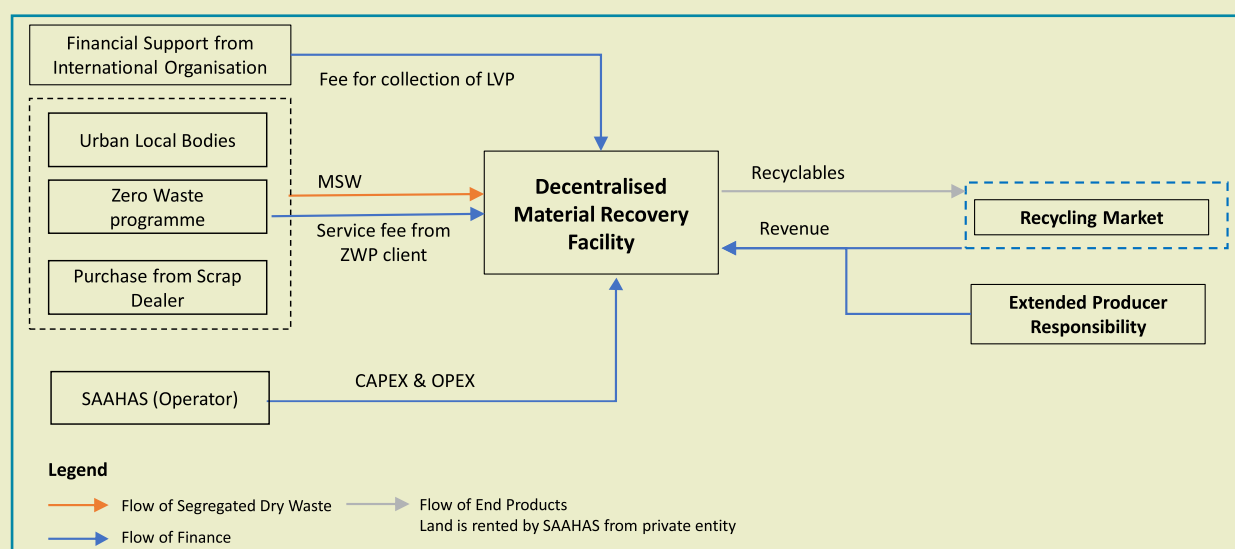 Financial Support from
International Organisation
Fee for collection of LVP
Urban Local Bodies
Zero Waste
programme
Purchase from Scrap
Dealer
MSW
Service fee from
ZWP client
Decentralised
Material Recovery
Facility
Recyclables
Revenue
Recycling Market
Extended Producer
Responsibility
SAAHAS (Operator)
CAPEX & OPEX
Legend
Flow of Segregated Dry Waste
Flow of End Products
Land is rented by SAAHAS from private entity
Flow of Finance